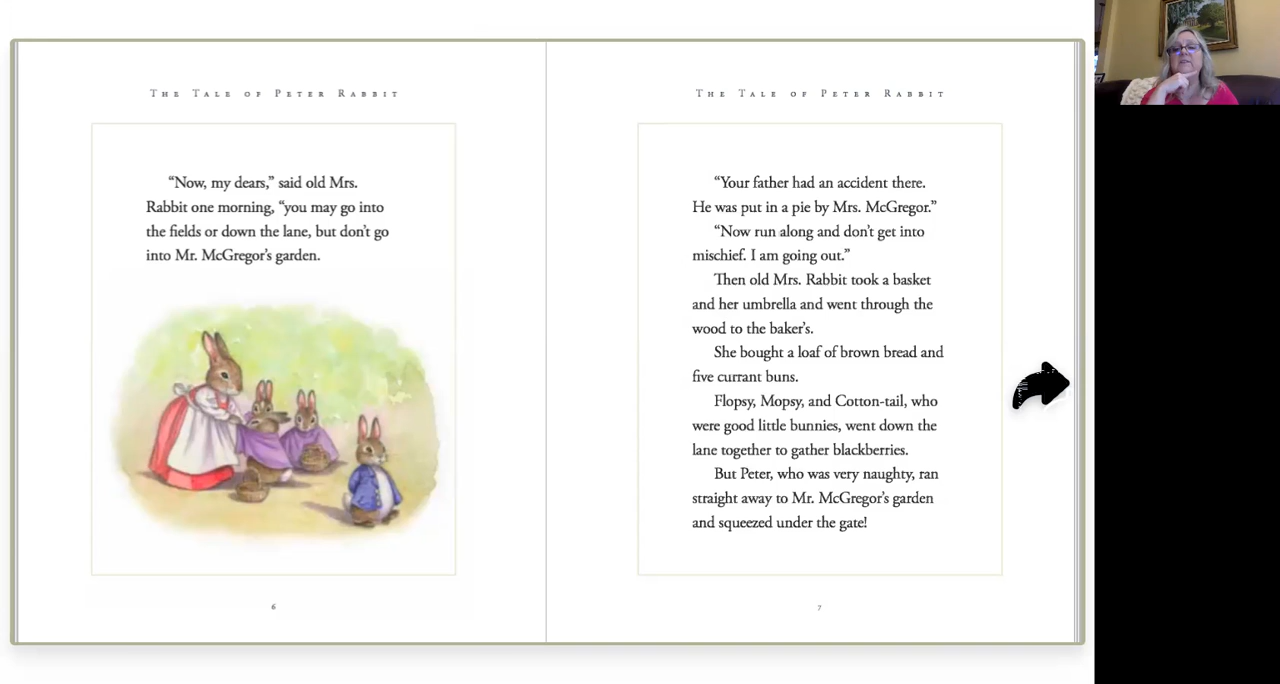 The Tale of Peter Rabbit
“Now, my dears,” said old Mrs.
Rabbit one morning, “you may go into
the fields or down the lane, but don’t go
into Mr. McGregor’s garden.
6
The Tale of Peter Rabbit
“Your father had an accident there.
He was put in a pie by Mrs. McGregor.”
“Now run along and don’t get into
mischief. I am going out.”
Then old Mrs. Rabbit took a basket
and her umbrella and went through the
wood to the baker’s.
She bought a loaf of brown bread and
five currant buns.
Flopsy, Mopsy, and Cotton-tail, who
were good little bunnies, went down the
lane together to gather blackberries.
But Peter, who was very naughty, ran
straight away to Mr. McGregor’s garden
and squeezed under the gate!
7